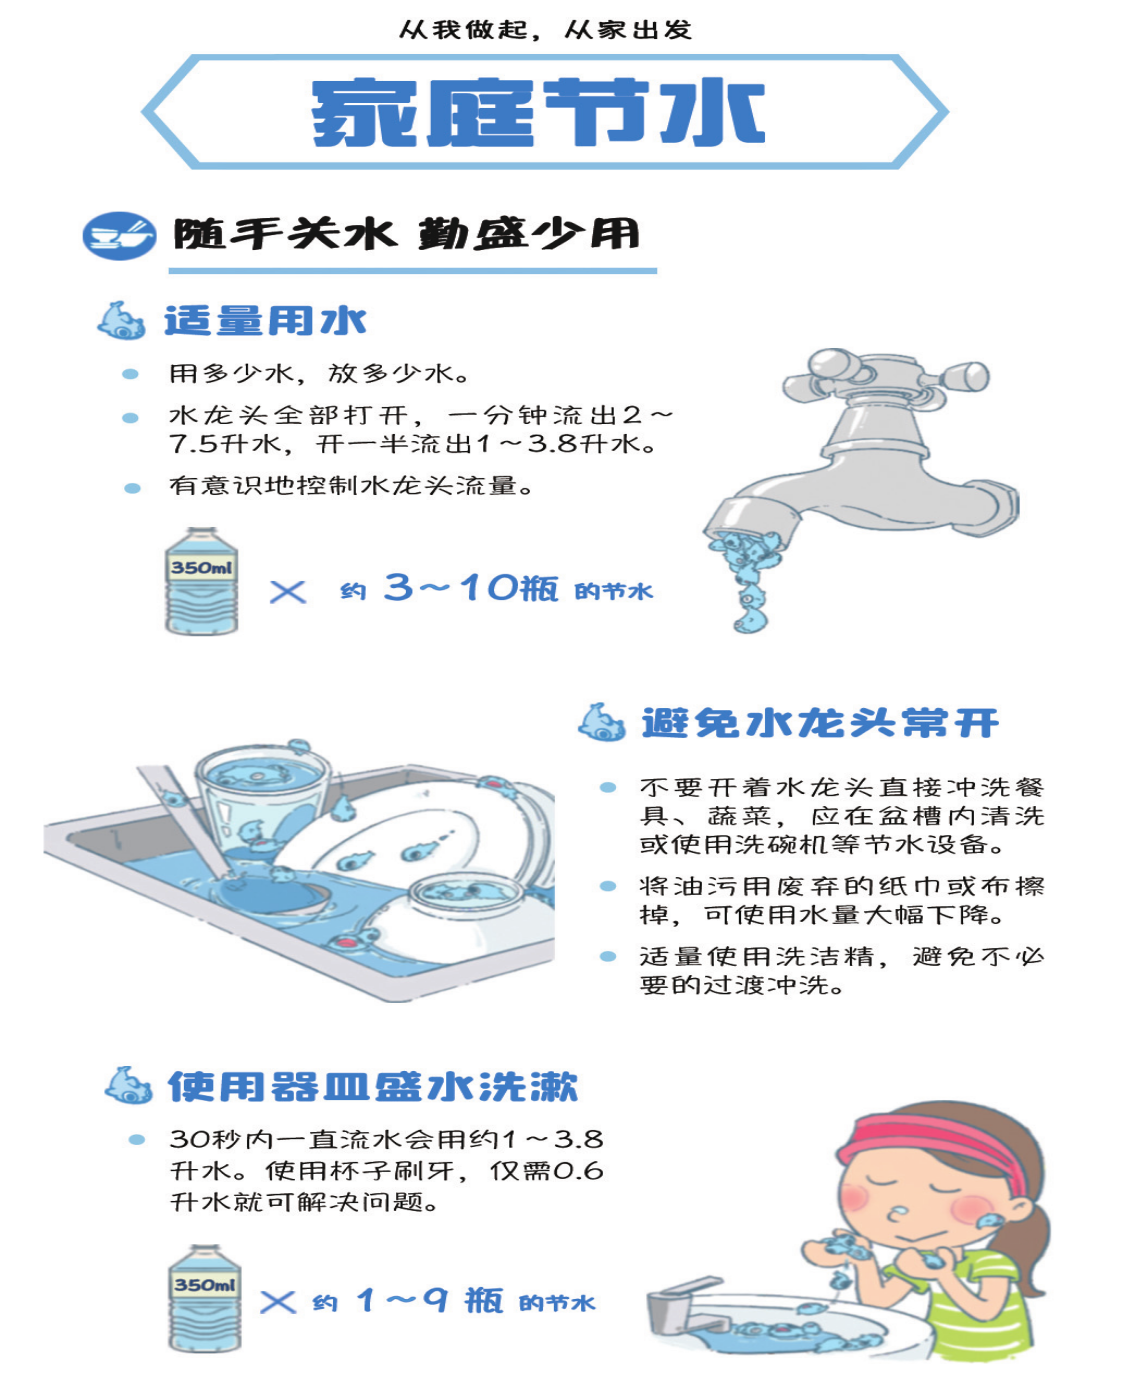 从我做起，从家出发
家庭节水
随手关水 勤盛少用
适量用水
用多少水，放多少水。
水龙头全部打开，一分钟流出2～
7.5升水，开一半流出1～3.8升水。
有意识地控制水龙头流量。
350ml
× 约 3～10瓶 的节水
避免水龙头常开
不要开着水龙头直接冲洗餐
具、蔬菜，应在盆槽内清洗
或使用洗碗机等节水设备。
将油污用废弃的纸巾或布擦
掉，可使用水量大幅下降。
适量使用洗洁精，避免不必
要的过渡冲洗。
使用器皿盛水洗漱
30秒内一直流水会用约1～3.8
升水。使用杯子刷牙，仅需0.6
升水就可解决问题。
350ml
× 约 1～9 瓶 的节水